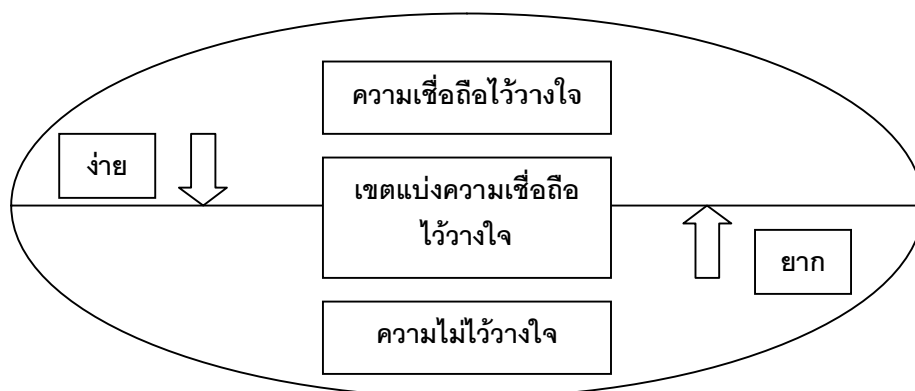 ความเชื่อถือไว้วางใจ
ง่าย
เขตแบ่งความเชื่อถือ
ไว้วางใจ
ยาก
ความไม่ไว้วางใจ